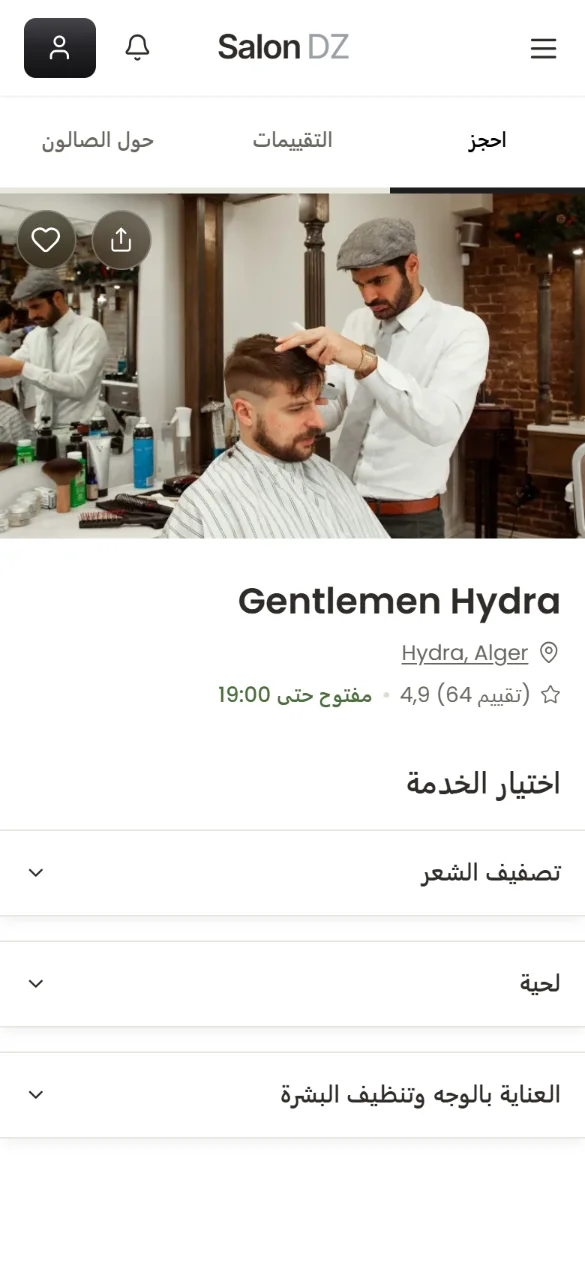 Salon DZ
احجز
التقييمات
حول الصالون
Gentlemen Hydra
Hydra, Alger
4,9 (64 تقييم) • مفتوح حتى 19:00
اختيار الخدمة
تصفيف الشعر
لحية
العناية بالوجه وتنظيف البشرة